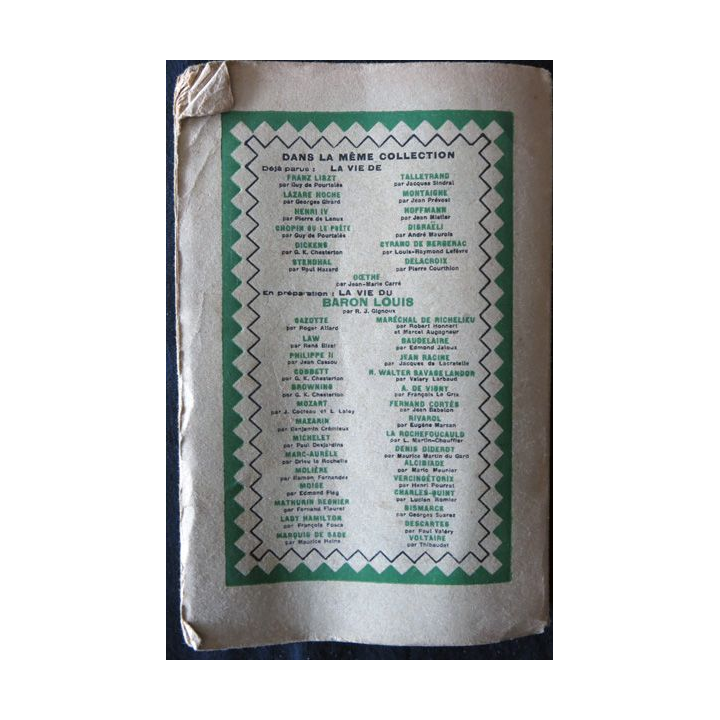 DANS LA MÊME COLLECTION
Déjà parus : LA VIE DE
FRANZ LISZT
par Guy de Pourtalès
LAZARE HOCHE
par Georges Girard
HENRI IV
par Pierre de Lanux
CHOPIN OU LE POÈTE
par Guy de Pourtalès
DICKENS
par G. K. Chesterton
STENDHAL
par Paul Hazard
TALLEYRAND
par Jacques Sindral
MONTAIGNE
par Jean Prévost
HOFFMANN
par Jean Mistler
DISRAËLI
par André Maurois
CYRANO DE BERGERAC
par Louis-Raymond Lefèvre
DELACROIX
par Pierre Courthion
GŒTHE
par Jean-Marie Carré
En préparation : LA VIE DU
BARON LOUIS
par R. J. Gignoux
CAZOTTE
par Roger Allard
LAW
par René Bizet
PHILIPPE II
par Jean Cassou
COBBETT
par G. K. Chesterton
BROWNING
par G. K. Chesterton
MOZART
par J. Cocteau et L. Laloy
MAZARIN
par Benjamin Crémieux
MICHELET
par Paul Desjardins
MARC-AURÈLE
par Drieu la Rochelle
MOLIÈRE
par Ramon Fernandez
MOÏSE
par Edmond Fleg
MATHURIN RÉGNIER
par Fernand Fleuret
LADY HAMILTON
par François Fosca
MARQUIS DE SADE
par Maurice Heine
MARÉCHAL DE RICHELIEU
par Robert Honnert
et Marcel Augagneur
BAUDELAIRE
par Edmond Jaloux
JEAN RACINE
par Jacques de Lacretelle
WALTER SAVAGE LANDOR
par Valery Larbaud
A. DE VIGNY
par François Le Grix
FERNAND CORTÈS
par Jean Babelon
RIVAROL
par Eugène Marsan
LA ROCHEFOUCAULD
par L. Martin-Chauffier
DENIS DIDEROT
par Maurice Martin du Gard
ALCIBIADE
par Mario Meunier
VERCINGÉTORIX
par Henri Pourrat
CHARLES-QUINT
par Lucien Romier
BISMARCK
par Georges Suarez
DESCARTES
par Paul Valéry
VOLTAIRE
par Thibaudet